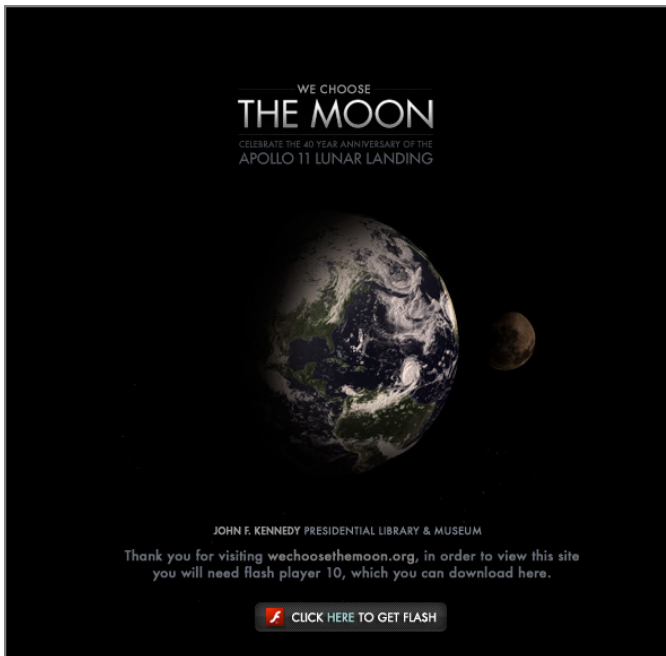 WE CHOOSE
THE MOON
CELEBRATE THE 40 YEAR ANNIVERSARY OF THE
APOLLO 11 LUNAR LANDING
JOHN F. KENNEDY PRESIDENTIAL LIBRARY & MUSEUM
Thank you for visiting wechoosethemoon.org, in order to view this site
you will need flash player 10, which you can download here.
CLICK HERE TO GET FLASH